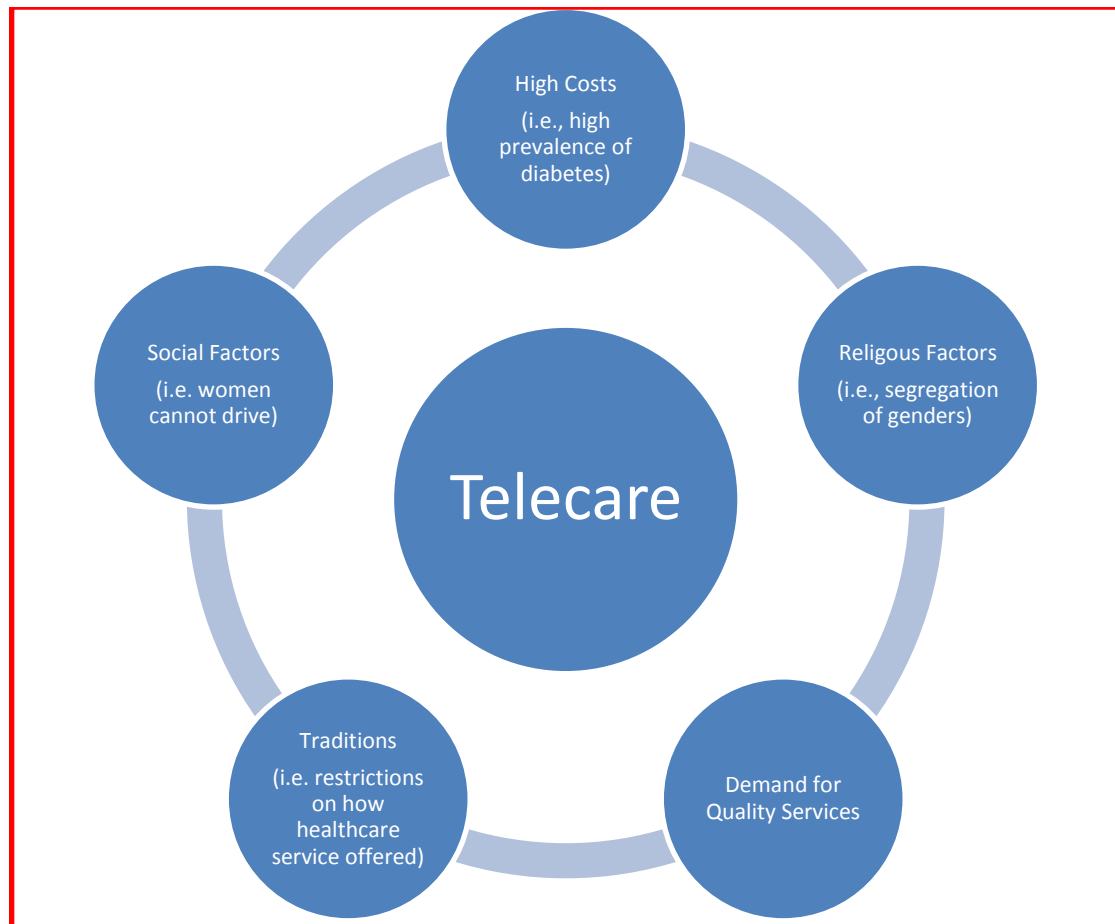 High Costs
(i.e., high
prevalence of
diabetes)
Social Factors
(i.e. women
cannot drive)
Religous Factors
(i.e., segregation
of genders)
Telecare
Traditions
(i.e. restrictions
on how
healthcare
service offered)
Demand for
Quality Services